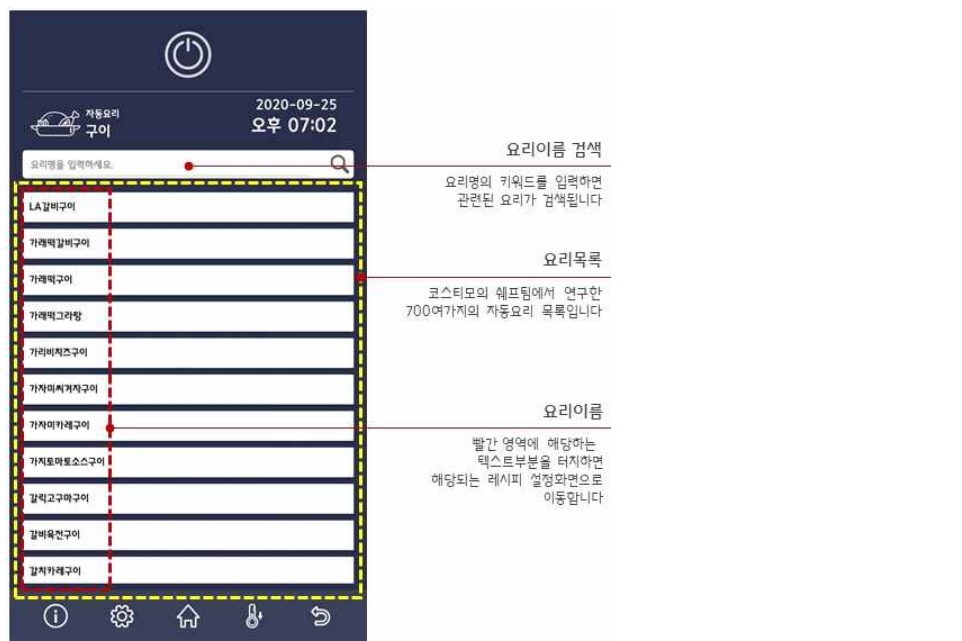 자동요리
구이
2020-09-25
오후 07:02
요리명을 입력하세요.
LA갈비구이
가래떡갈비구이
가래떡구이
가래떡그라탕
가리비치즈구이
가자미씨겨자구이
가자미카레구이
가지토마토소스구이
갈릭고구마구이
갈비육전구이
갈치카레구이
요리이름 검색
요리명의 키워드를 입력하면
관련된 요리가 검색됩니다
요리목록
코스티모의 쉐프팀에서 연구한
700여가지의 자동요리 목록입니다
요리이름
빨간 영역에 해당하는
텍스트부분을 터치하면
해당되는 레시피 설정화면으로
이동합니다